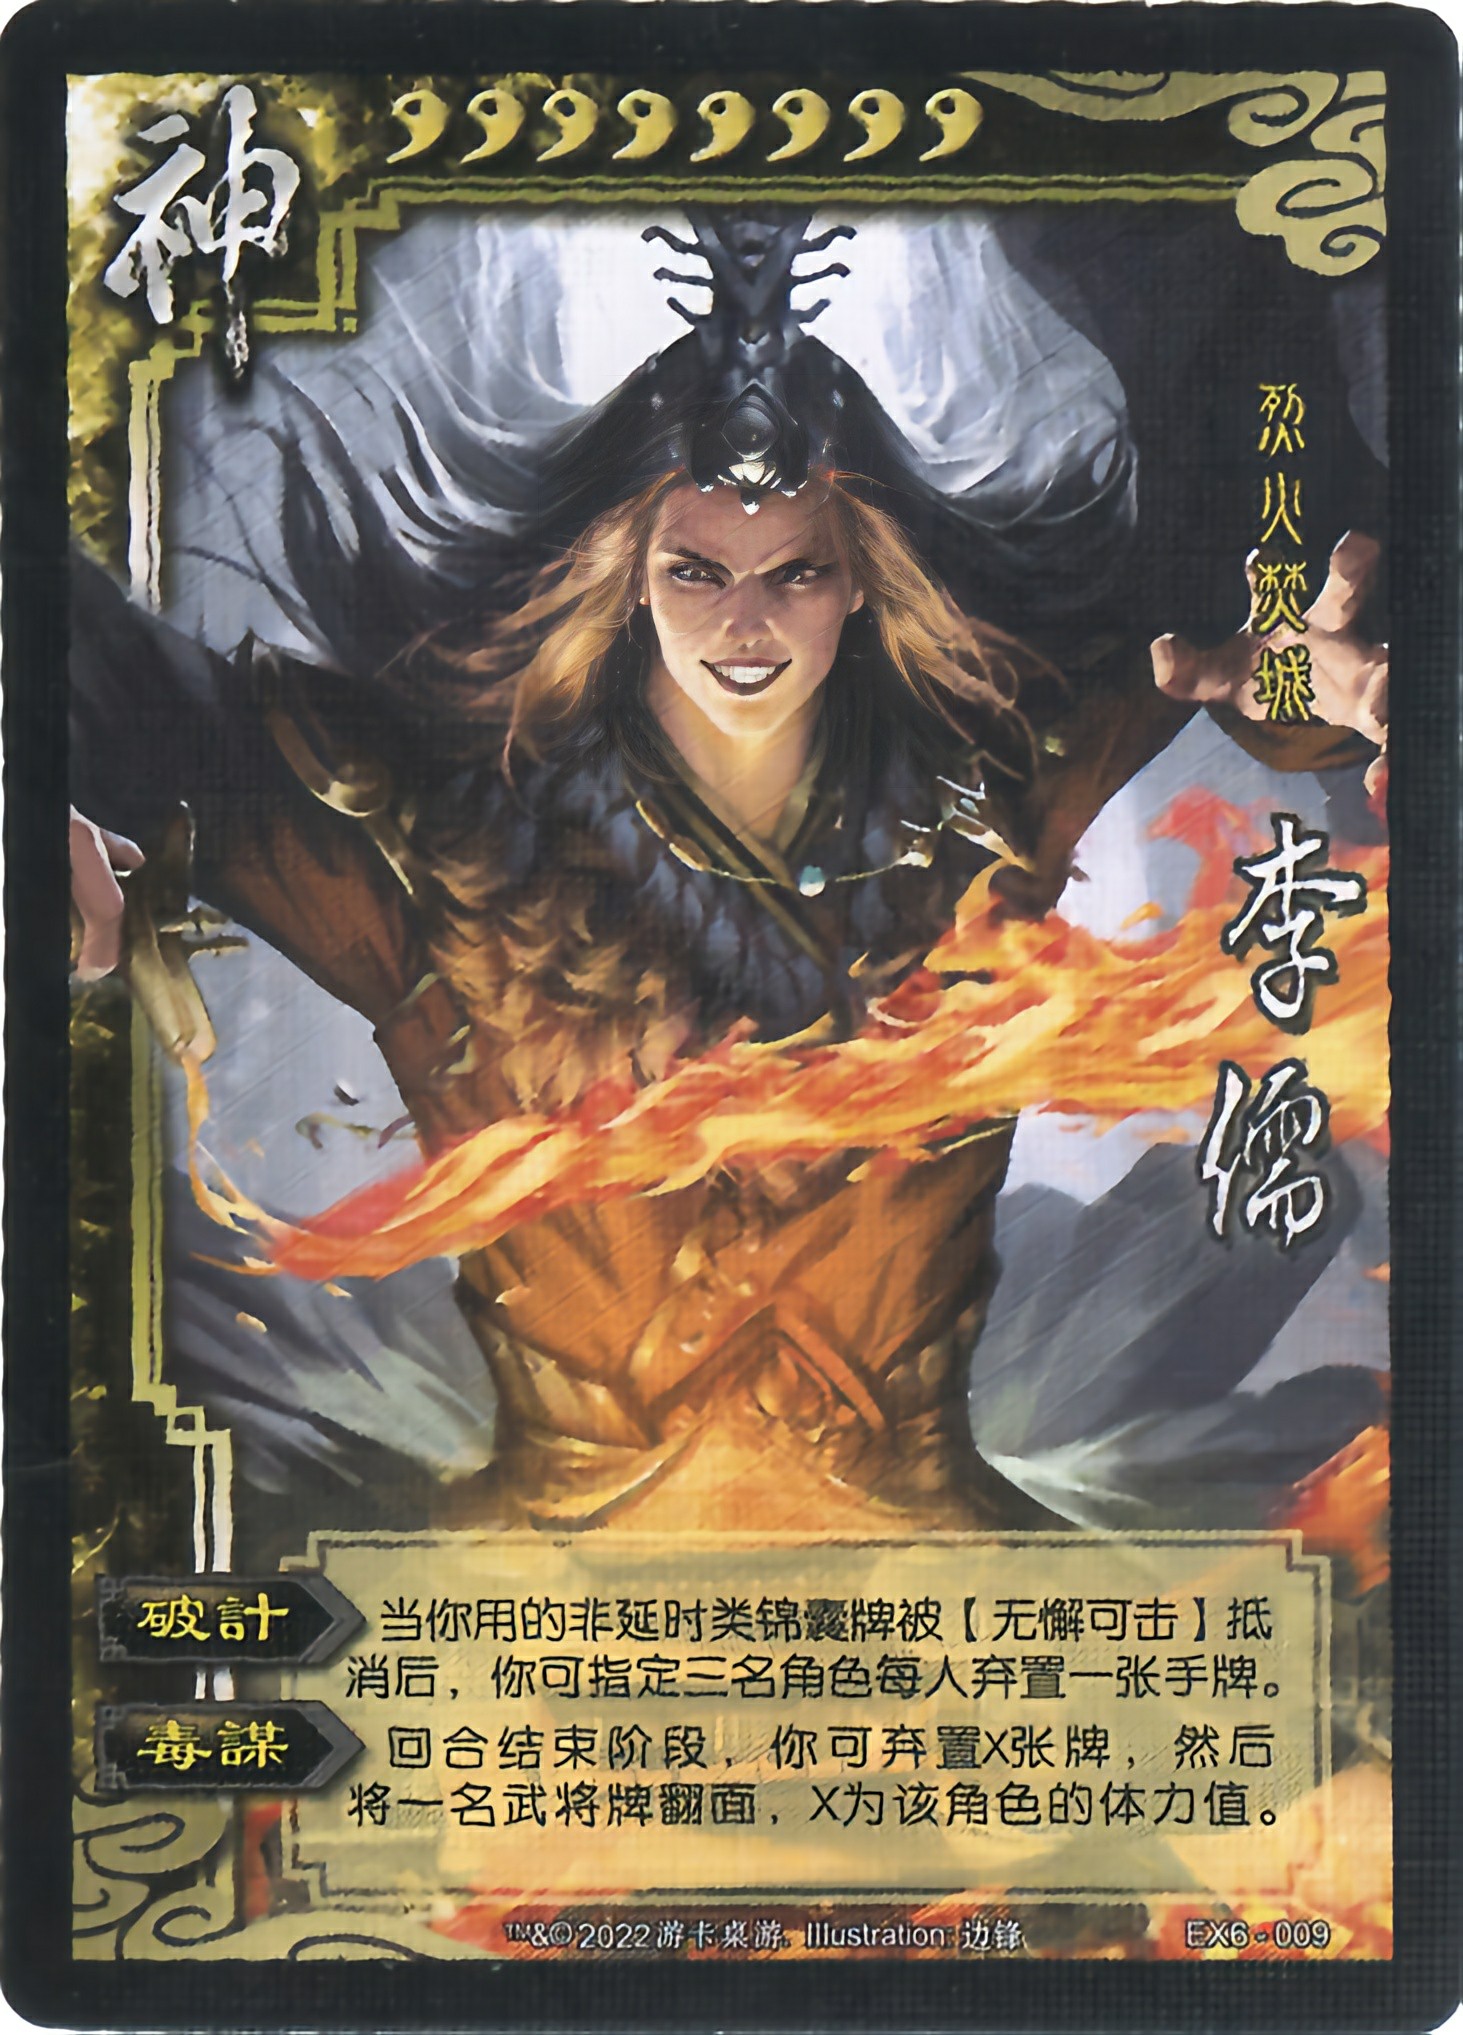 神
烈火焚城
李儒
破計
当你用的非延时类锦囊牌被【无懈可击】抵
消后，你可指定三名角色每人弃置一张手牌。
毒謀
回合结束阶段，你可弃置X张牌，然后
将一名武将牌翻面，X为该角色的体力值。
™&©2022游卡桌游. Illustration: 边锋
EX6-009